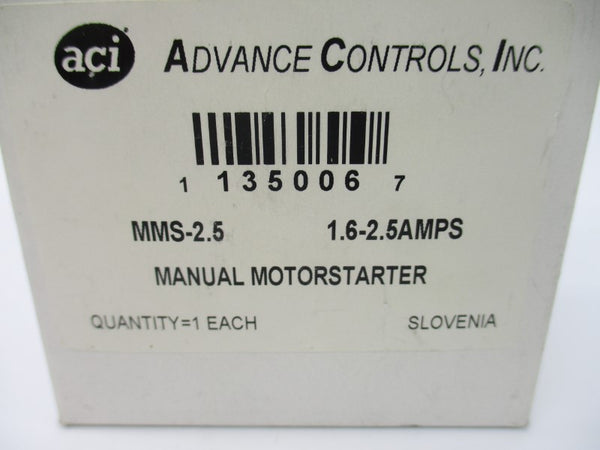 açi ADVANCE CONTROLS, INC.
1 135006 7
MMS-2.5 1.6-2.5AMPS
MANUAL MOTORSTARTER
QUANTITY=1 EACH SLOVENIA